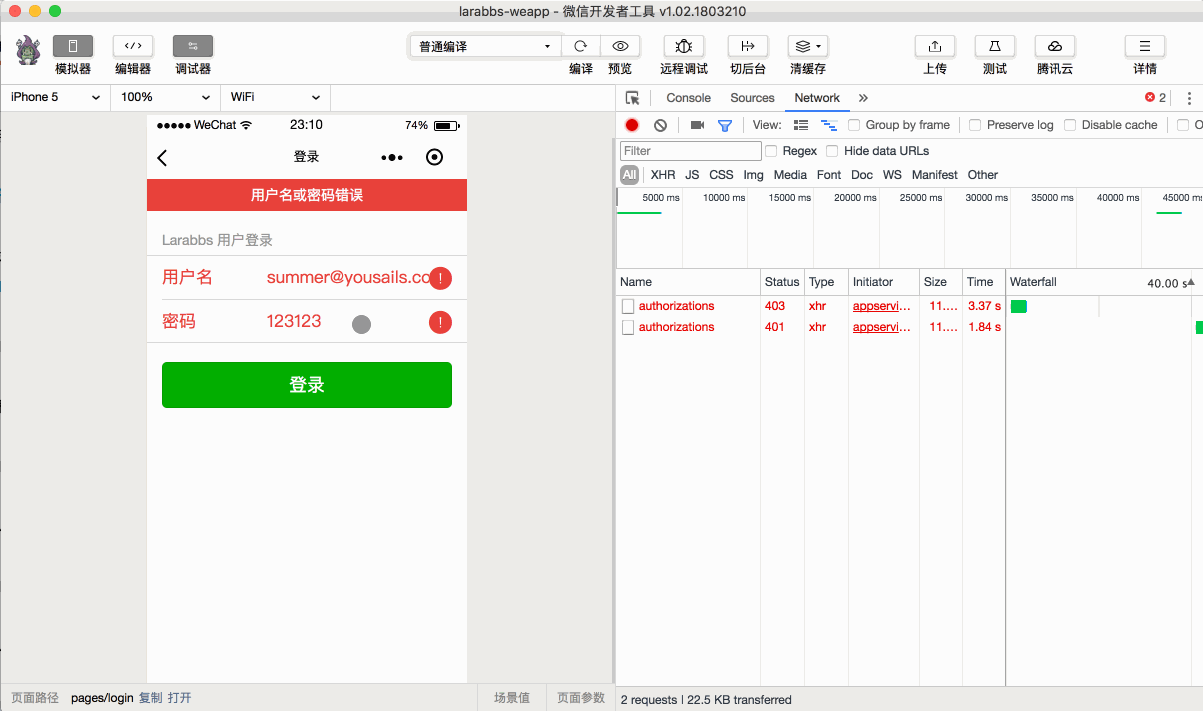 larabbs-weapp - 微信开发者工具 v1.02.1803210
普通编译
模拟器 编辑器 调试器 编译 预览 远程调试 切后台 清缓存 上传 测试 腾讯云 详情
iPhone 5 100% WiFi
Console Sources Network 2
WeChat 23:10 74%
View: Group by frame Preserve log Disable cache O
登录
Filter Regex Hide data URLs
All XHR JS CSS Img Media Font Doc WS Manifest Other
用户名或密码错误
5000 ms 10000 ms 15000 ms 20000 ms 25000 ms 30000 ms 35000 ms 40000 ms 45000 ms
Larabbs 用户登录
用户名 summer@yousails.co !
密码 123123 !
登录
Name Status Type Initiator Size Time Waterfall 40.00 s
authorizations 403 xhr appservi… 11.… 3.37 s
authorizations 401 xhr appservi… 11.… 1.84 s
页面路径 pages/login 复制 打开 场景值 页面参数
2 requests | 22.5 KB transferred